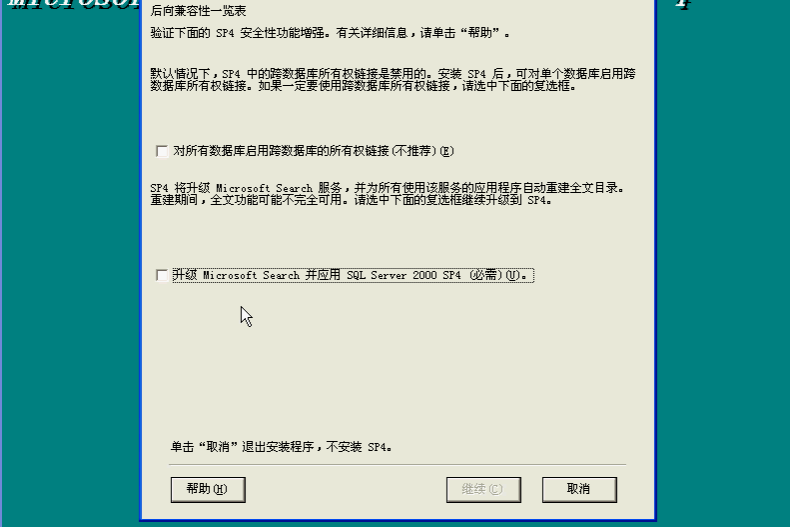 Microsoft
4
后向兼容性一览表
验证下面的 SP4 安全性功能增强。有关详细信息，请单击“帮助”。
默认情况下，SP4 中的跨数据库所有权链接是禁用的。安装 SP4 后，可对单个数据库启用跨
数据库所有权链接。如果一定要使用跨数据库所有权链接，请选中下面的复选框。
对所有数据库启用跨数据库的所有权链接(不推荐)(E)
SP4 将升级 Microsoft Search 服务，并为所有使用该服务的应用程序自动重建全文目录。
重建期间，全文功能可能不完全可用。请选中下面的复选框继续升级到 SP4。
升级 Microsoft Search 并应用 SQL Server 2000 SP4 (必需)(U)。
单击“取消”退出安装程序，不安装 SP4。
帮助(H) 继续(C) 取消